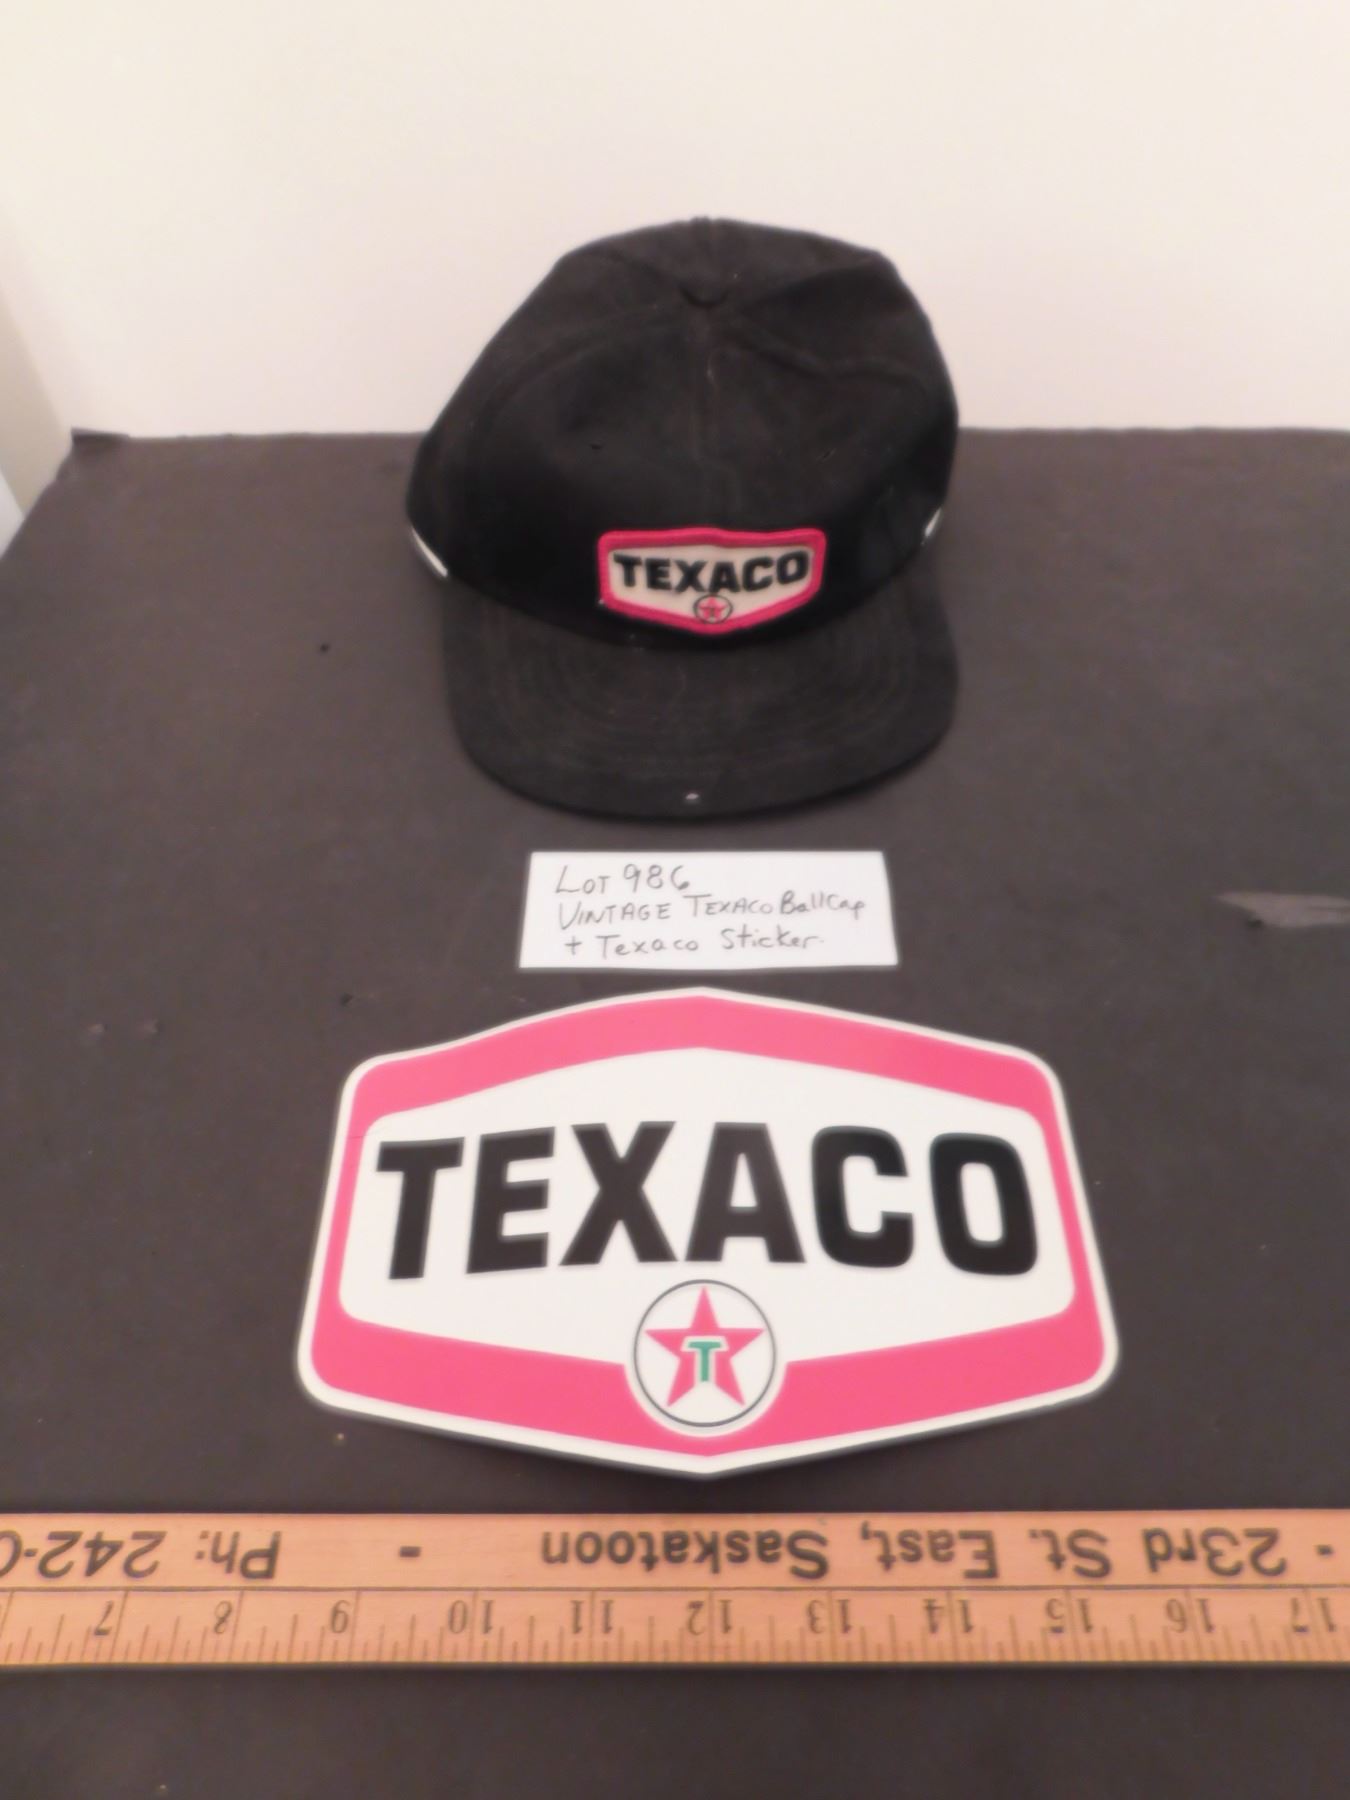 TEXACO
LOT 986
VINTAGE TEXACO BallCap
+ Texaco Sticker.
TEXACO
T
- 23rd St. East, Saskatoon - Ph: 242-
7 8 9 10 11 12 13 14 15 16 17